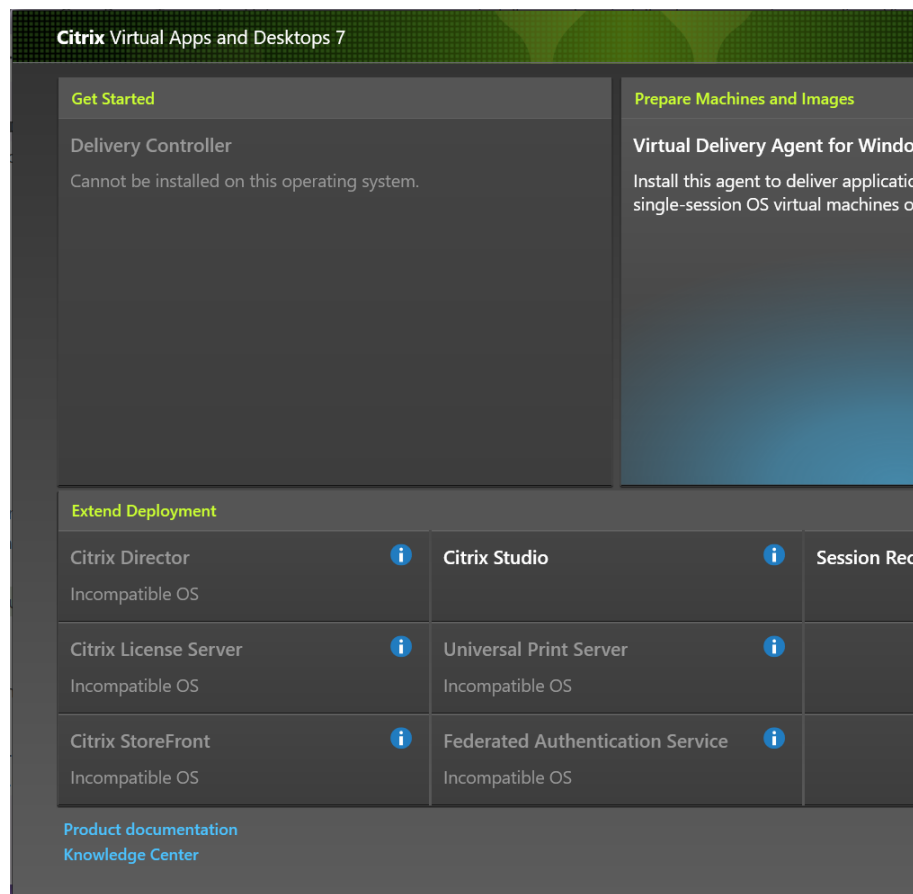 Citrix Virtual Apps and Desktops 7
Get Started
Delivery Controller
Cannot be installed on this operating system.
Prepare Machines and Images
Virtual Delivery Agent for
Install this agent to deliver
single-session OS virtual machines
Extend Deployment
Citrix Director
Incompatible OS
Citrix Studio
Session
Citrix License Server
Incompatible OS
Universal Print Server
Incompatible OS
Citrix StoreFront
Incompatible OS
Federated Authentication Service
Incompatible OS
Product documentation
Knowledge Center